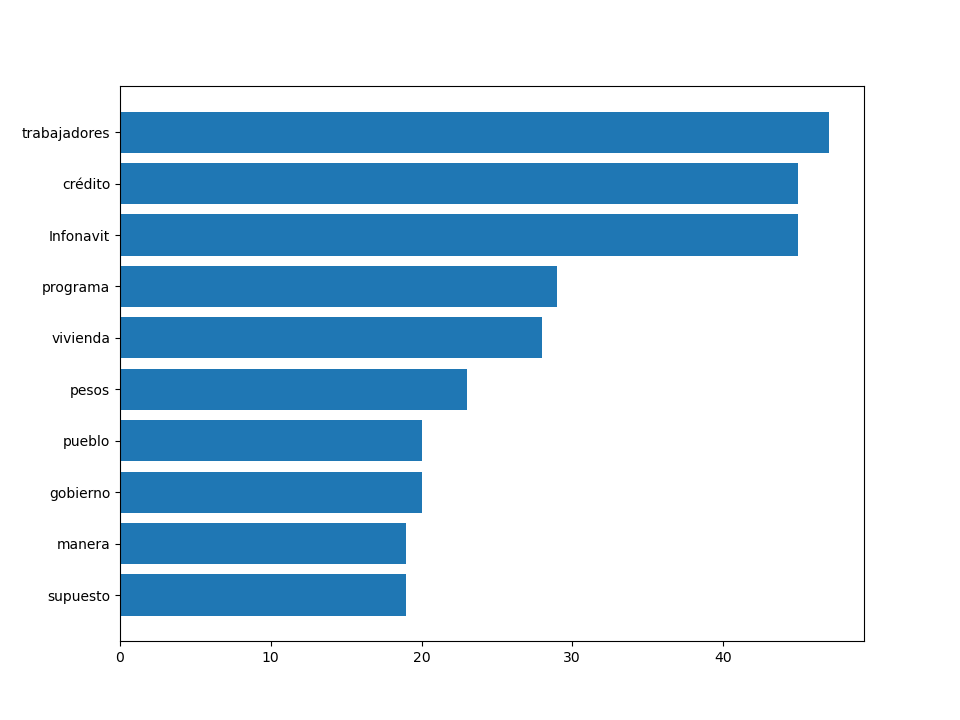 trabajadores
crédito
Infonavit
programa
vivienda
pesos
pueblo
gobierno
manera
supuesto
0 10 20 30 40